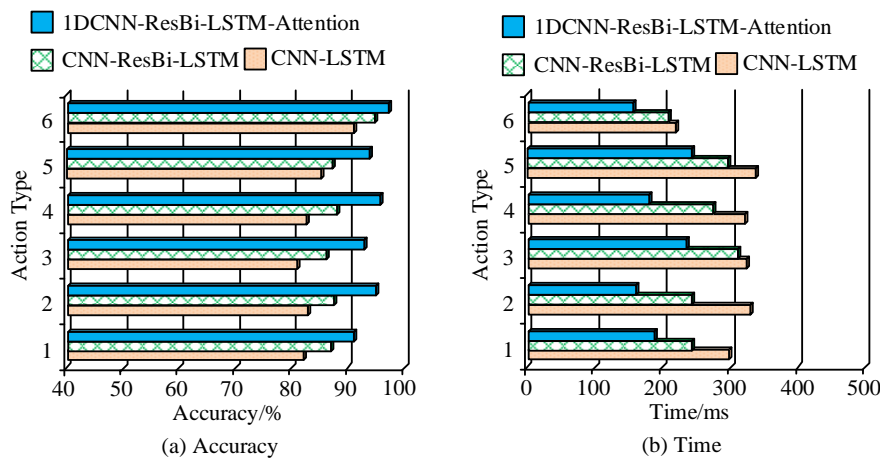 1DCNN-ResBi-LSTM-Attention
CNN-ResBi-LSTM CNN-LSTM
Action Type
6
5
4
3
2
1
40 50 60 70 80 90 100
Accuracy/%
(a) Accuracy
1DCNN-ResBi-LSTM-Attention
CNN-ResBi-LSTM CNN-LSTM
Action Type
6
5
4
3
2
1
0 100 200 300 400 500
Time/ms
(b) Time